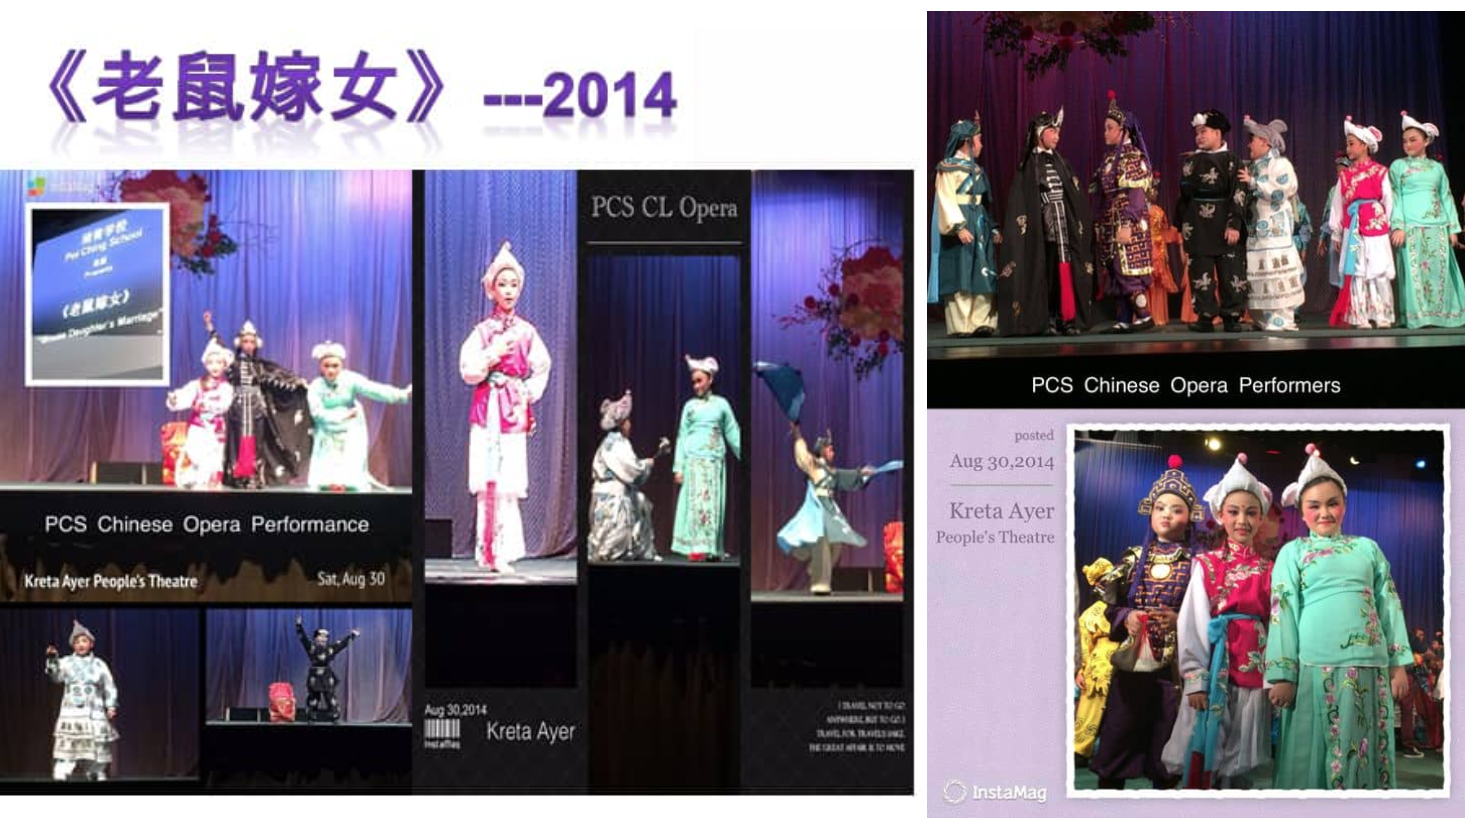 《老鼠嫁女》 ---2014
InstaMag
培青学校
Pei Ching School
Presents
《老鼠嫁女》
"Mouse Daughter's Marriage"
PCS Chinese Opera Performance
Kreta Ayer People's Theatre
Sat, Aug 30
PCS CL Opera
Aug 30,2014
InstaMag
Kreta Ayer
I TRAVEL NOT TO GO
ANYWHERE, BUT TO GO. I
TRAVEL FOR TRAVEL'S SAKE.
THE GREAT AFFAIR IS TO MOVE
PCS Chinese Opera Performers
posted
Aug 30,2014
Kreta Ayer
People's Theatre
InstaMag